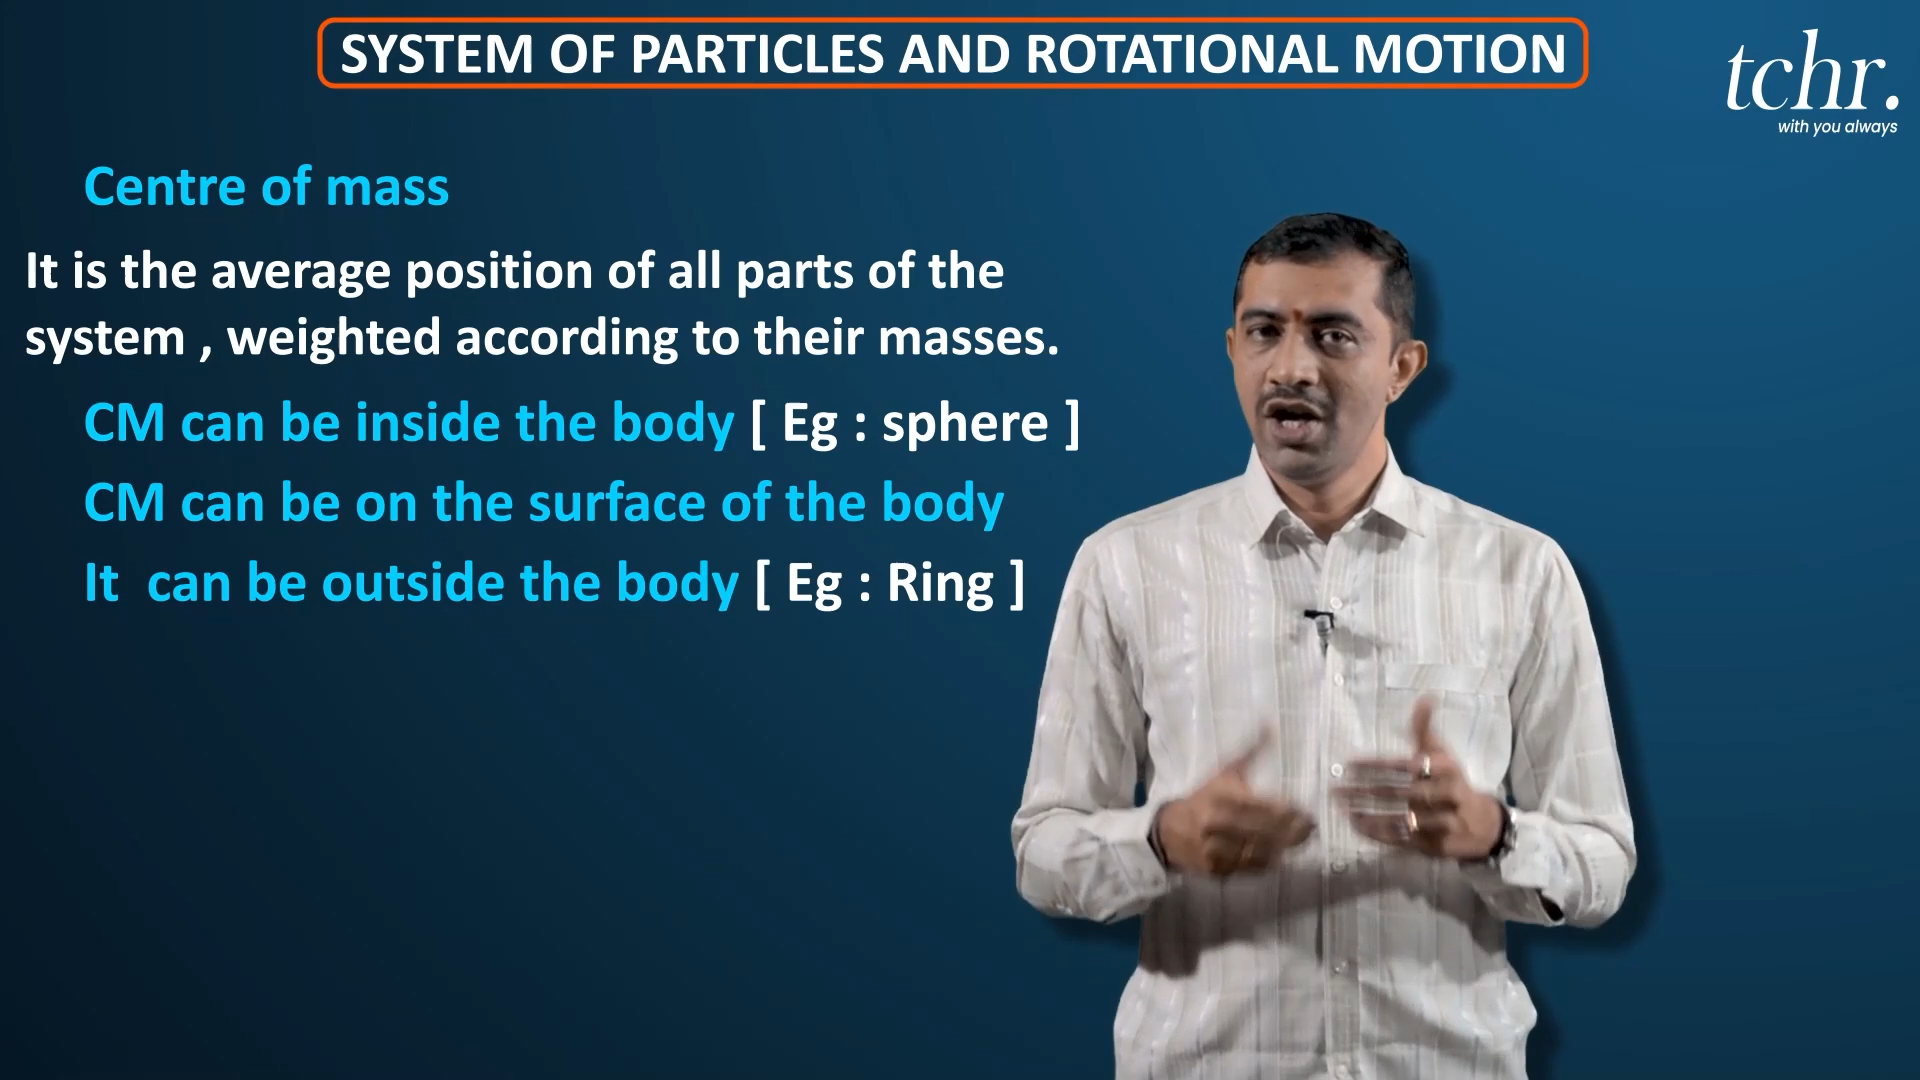 SYSTEM OF PARTICLES AND ROTATIONAL MOTION
tchr.
with you always
Centre of mass
It is the average position of all parts of the
system , weighted according to their masses.
CM can be inside the body [ Eg : sphere ]
CM can be on the surface of the body
It can be outside the body [ Eg : Ring ]